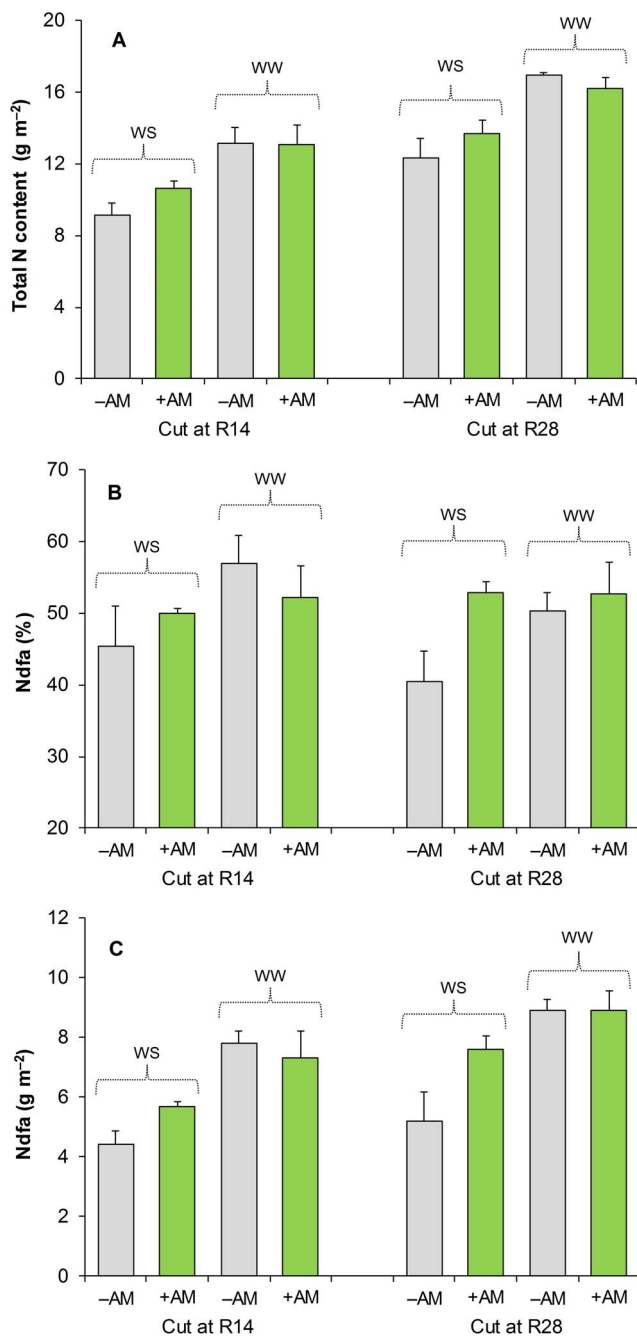 A
Total N content (g m⁻²)
20
16
12
8
4
0
WS
WW
WS
WW
–AM +AM –AM +AM –AM +AM –AM +AM
Cut at R14 Cut at R28
B
Ndfa (%)
70
60
50
40
30
20
WS
WW
WS
WW
–AM +AM –AM +AM –AM +AM –AM +AM
Cut at R14 Cut at R28
C
Ndfa (g m⁻²)
12
10
8
6
4
2
0
WS
WW
WS
WW
–AM +AM –AM +AM –AM +AM –AM +AM
Cut at R14 Cut at R28